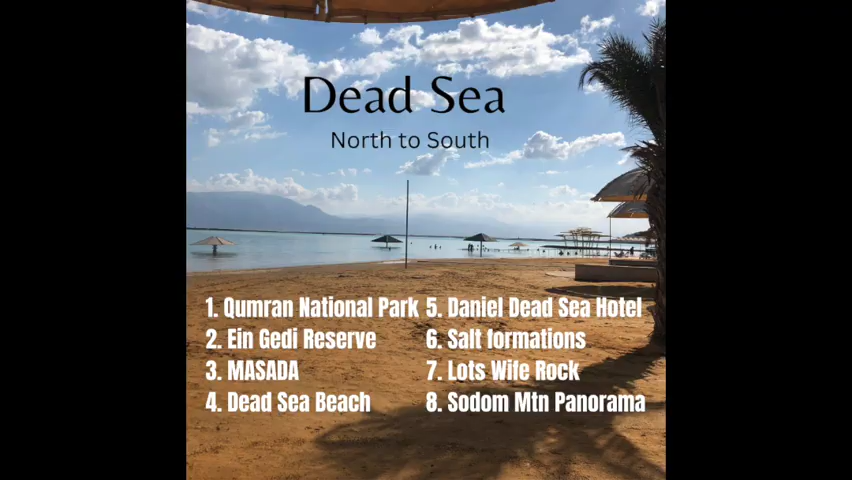 Dead Sea
North to South
1. Qumran National Park
2. Ein Gedi Reserve
3. MASADA
4. Dead Sea Beach
5. Daniel Dead Sea Hotel
6. Salt formations
7. Lots Wife Rock
8. Sodom Mtn Panorama